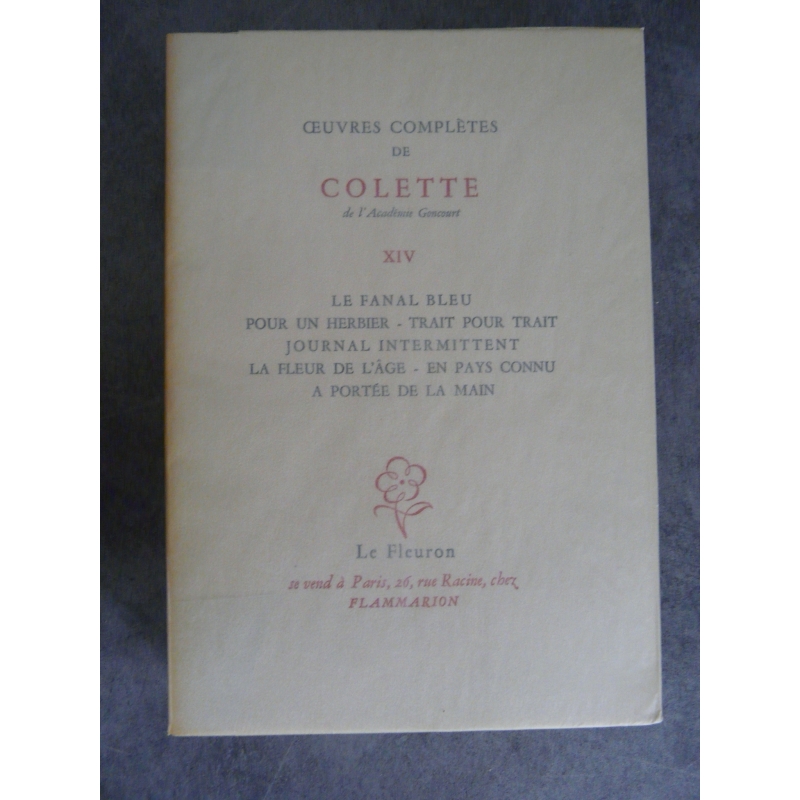 ŒUVRES COMPLÈTES
DE
COLETTE
de l'Académie Goncourt
XIV
LE FANAL BLEU
POUR UN HERBIER - TRAIT POUR TRAIT
JOURNAL INTERMITTENT
LA FLEUR DE L'ÂGE - EN PAYS CONNU
A PORTÉE DE LA MAIN
Le Fleuron
se vend à Paris, 26, rue Racine, chez
FLAMMARION